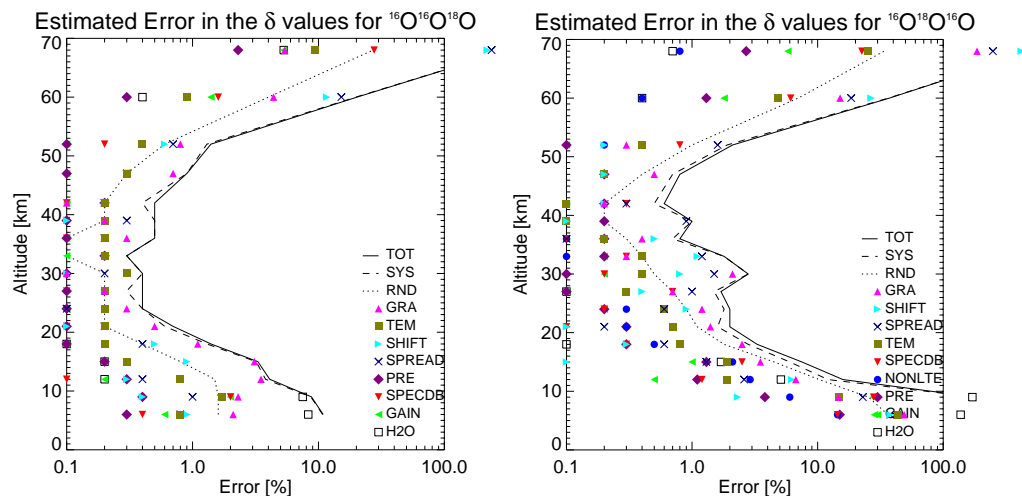 Estimated Error in the δ values for ¹⁶O¹⁶O¹⁸O
70
60
50
40
30
20
10
0
Altitude [km]
0.1 1.0 10.0 100.0
Error [%]
TOT
SYS
RND
GRA
TEM
SHIFT
SPREAD
PRE
SPECDB
GAIN
H2O
Estimated Error in the δ values for ¹⁶O¹⁸O¹⁶O
70
60
50
40
30
20
10
0
Altitude [km]
0.1 1.0 10.0 100.0
Error [%]
TOT
SYS
RND
GRA
SHIFT
SPREAD
TEM
SPECDB
NONLTE
PRE
GAIN
H2O